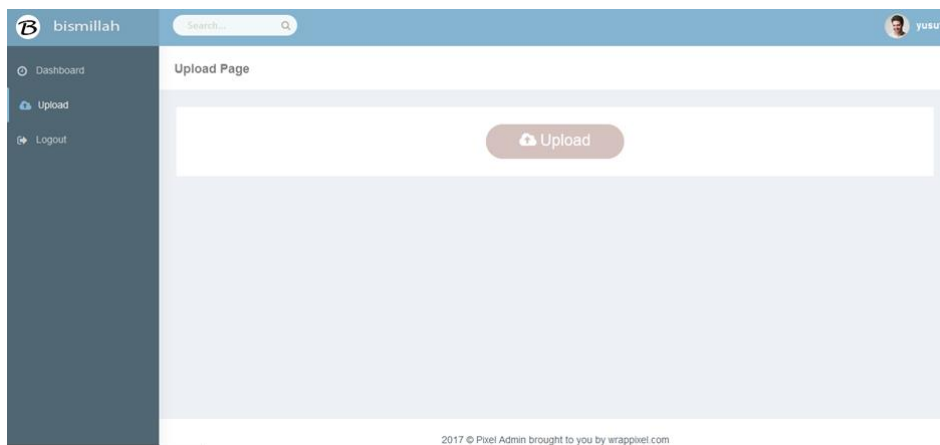 B bismillah
Search...
yusu
Dashboard
Upload Page
Upload
Logout
Upload
2017 © Pixel Admin brought to you by wrappixel.com